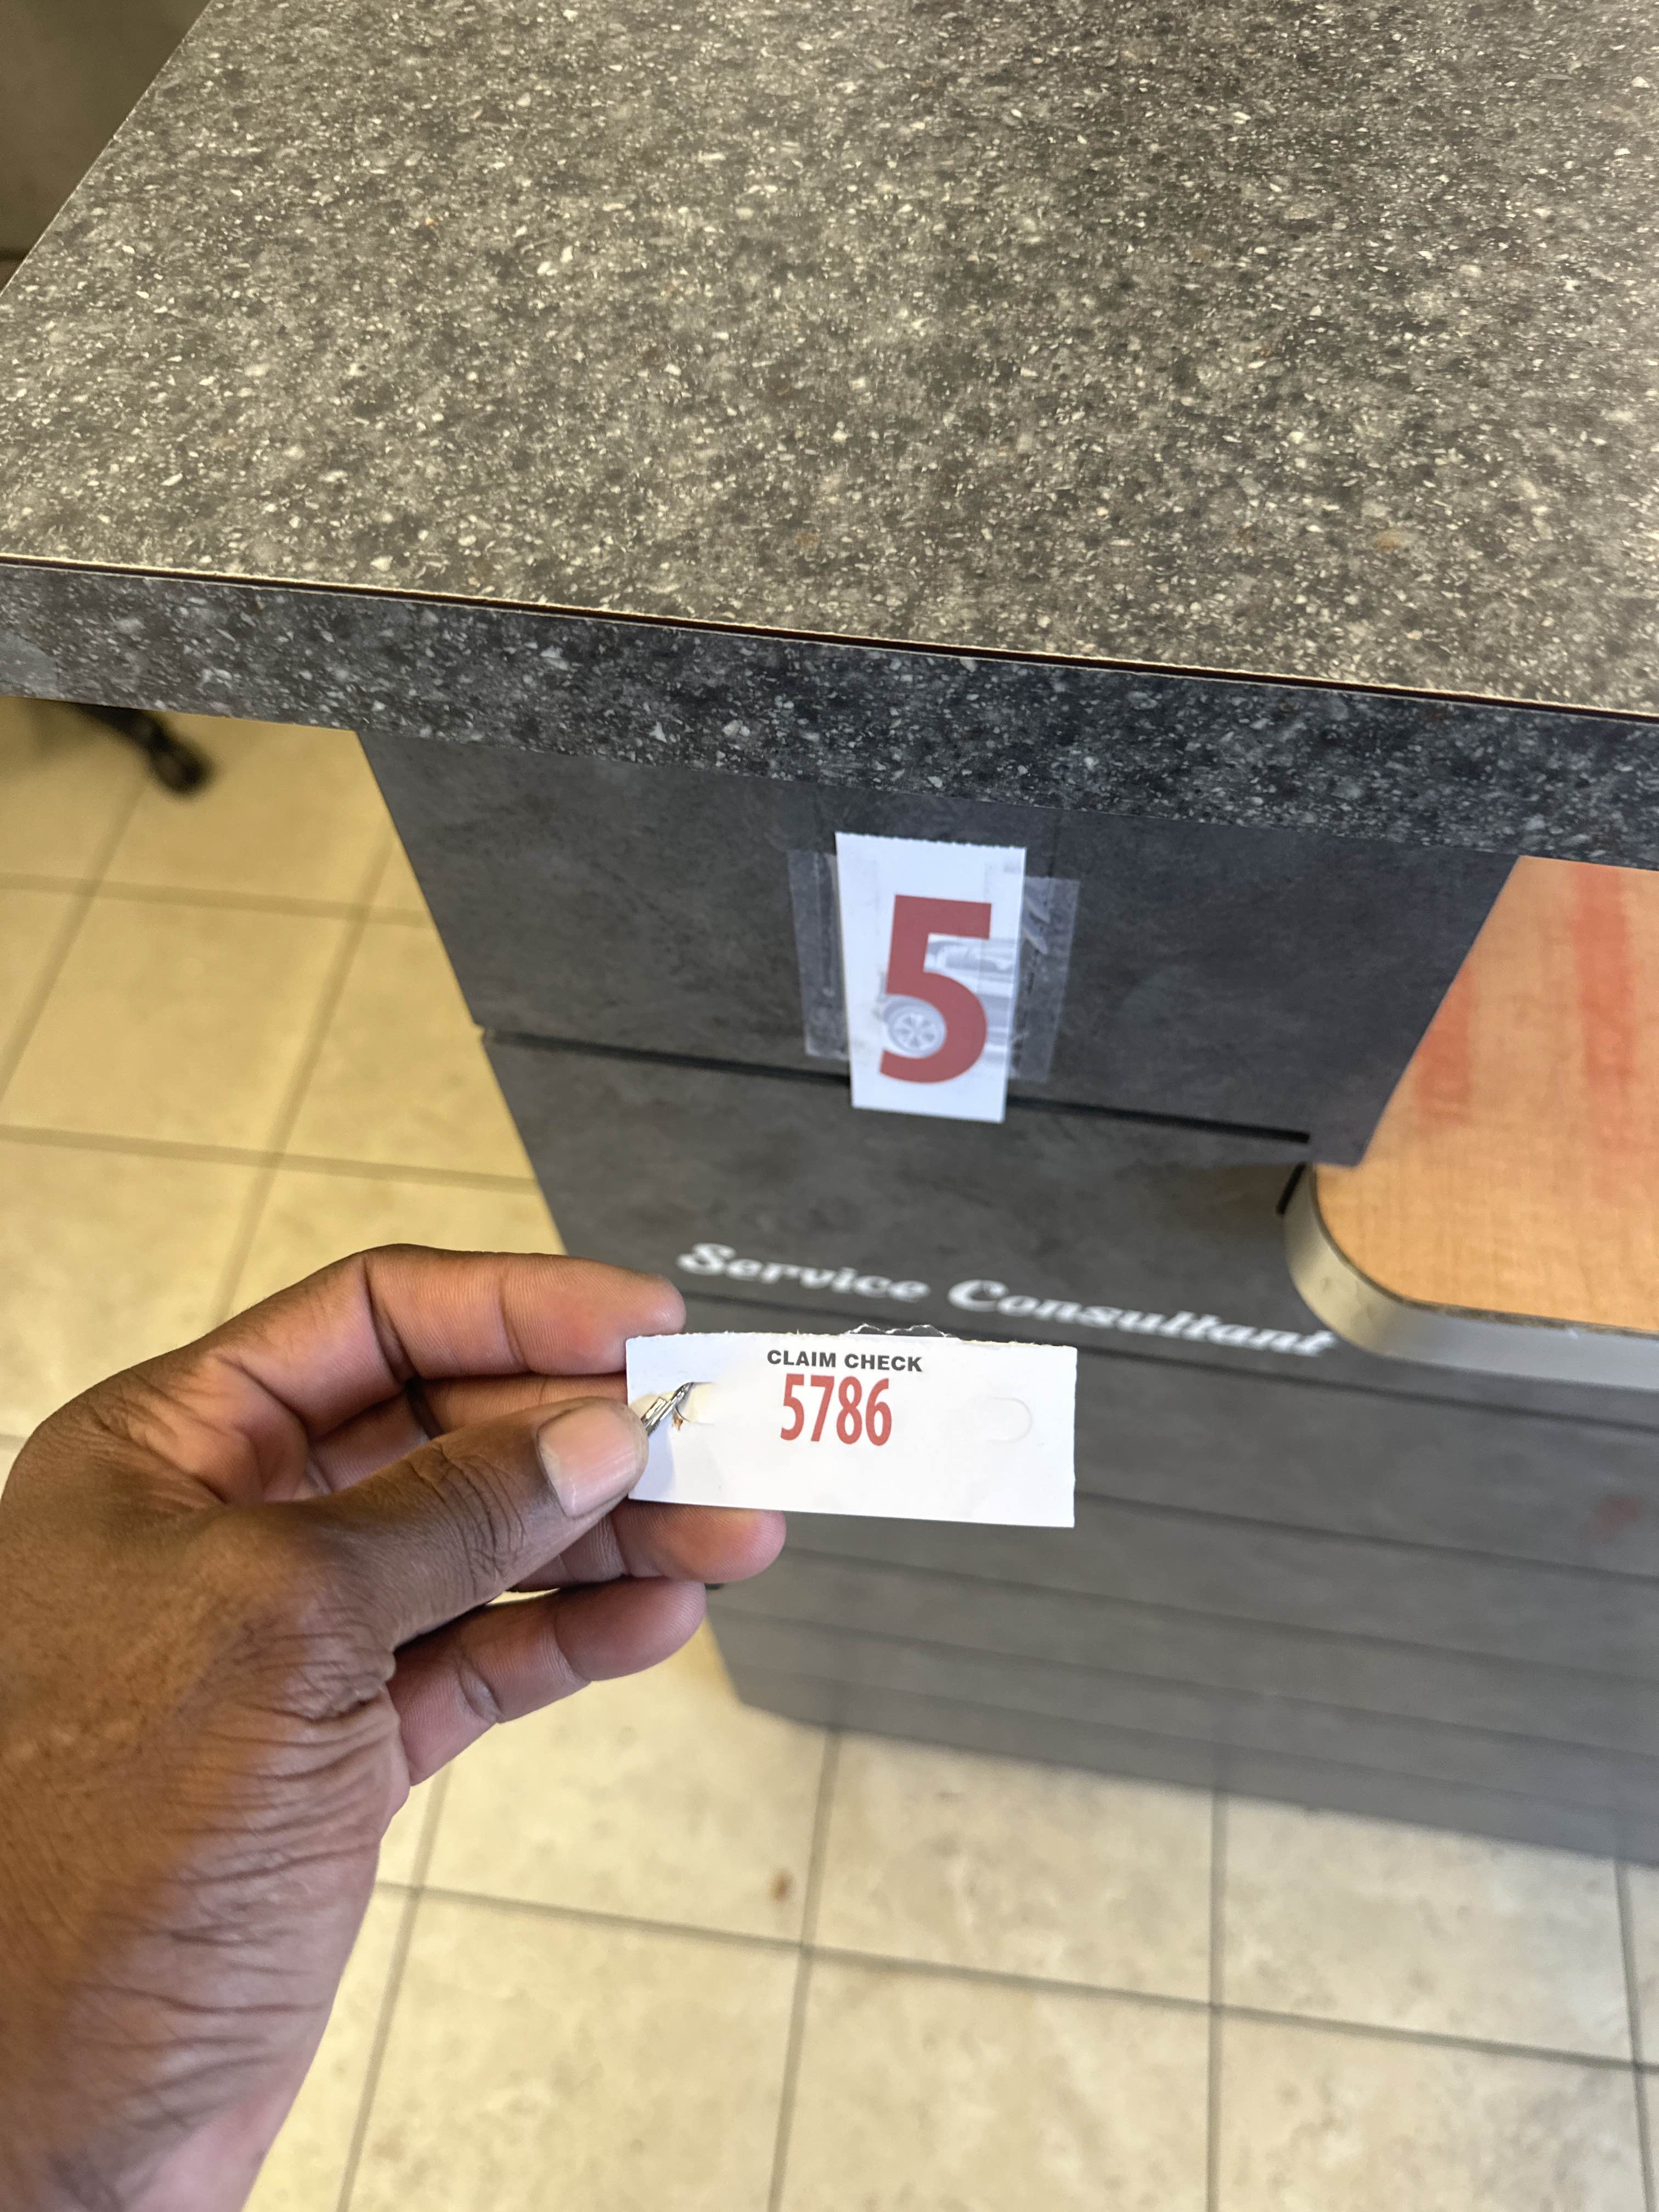 5
Service Consultant
CLAIM CHECK
5786